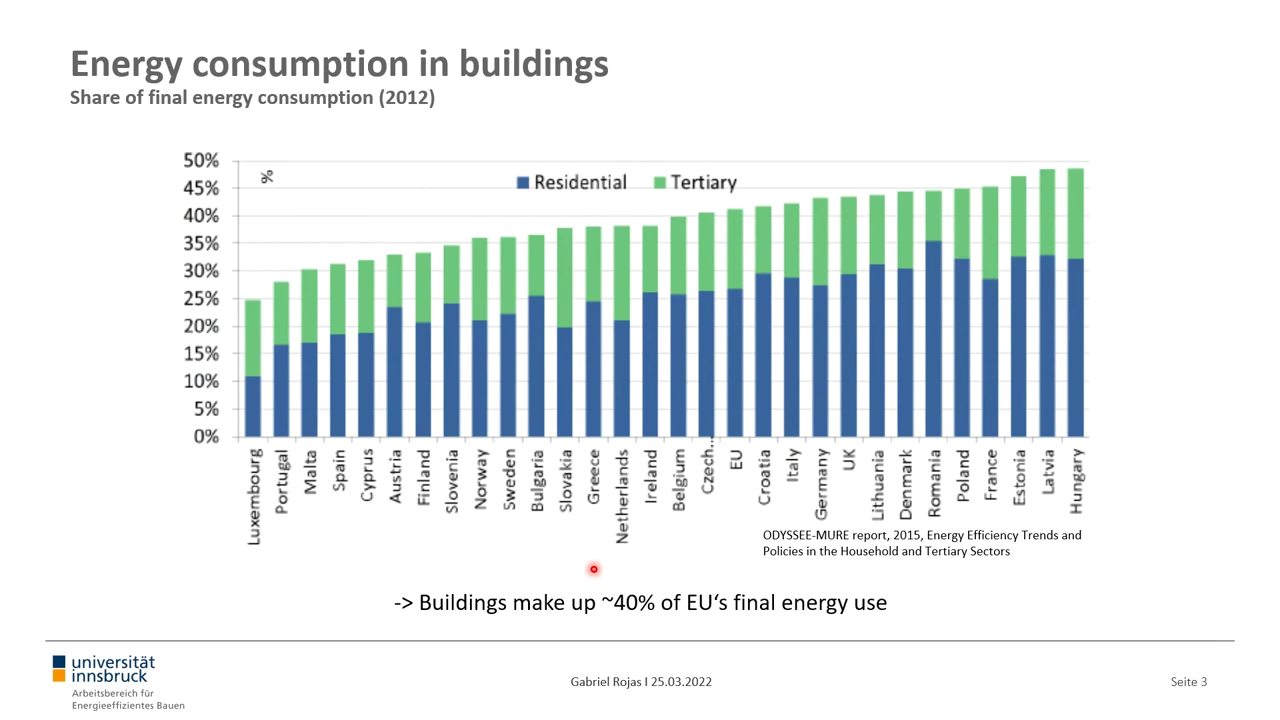 Energy consumption in buildings
Share of final energy consumption (2012)
50%
45%
40%
35%
30%
25%
20%
15%
10%
5%
0%
%
Residential
Tertiary
Luxembourg
Portugal
Malta
Spain
Cyprus
Austria
Finland
Slovenia
Norway
Sweden
Bulgaria
Slovakia
Greece
Netherlands
Ireland
Belgium
Czech...
EU
Croatia
Italy
Germany
UK
Lithuania
Denmark
Romania
Poland
France
Estonia
Latvia
Hungary
ODYSSEE-MURE report, 2015, Energy Efficiency Trends and
Policies in the Household and Tertiary Sectors
-> Buildings make up ~40% of EU‘s final energy use
universität
innsbruck
Arbeitsbereich für
Energieeffizientes Bauen
Gabriel Rojas I 25.03.2022
Seite 3